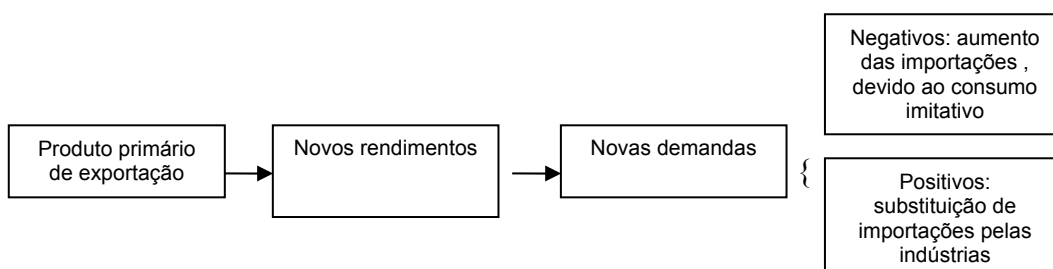 Produto primário
de exportação
Novos rendimentos
Novas demandas
{
Negativos: aumento
das importações ,
devido ao consumo
imitativo
Positivos:
substituição de
importações pelas
indústrias